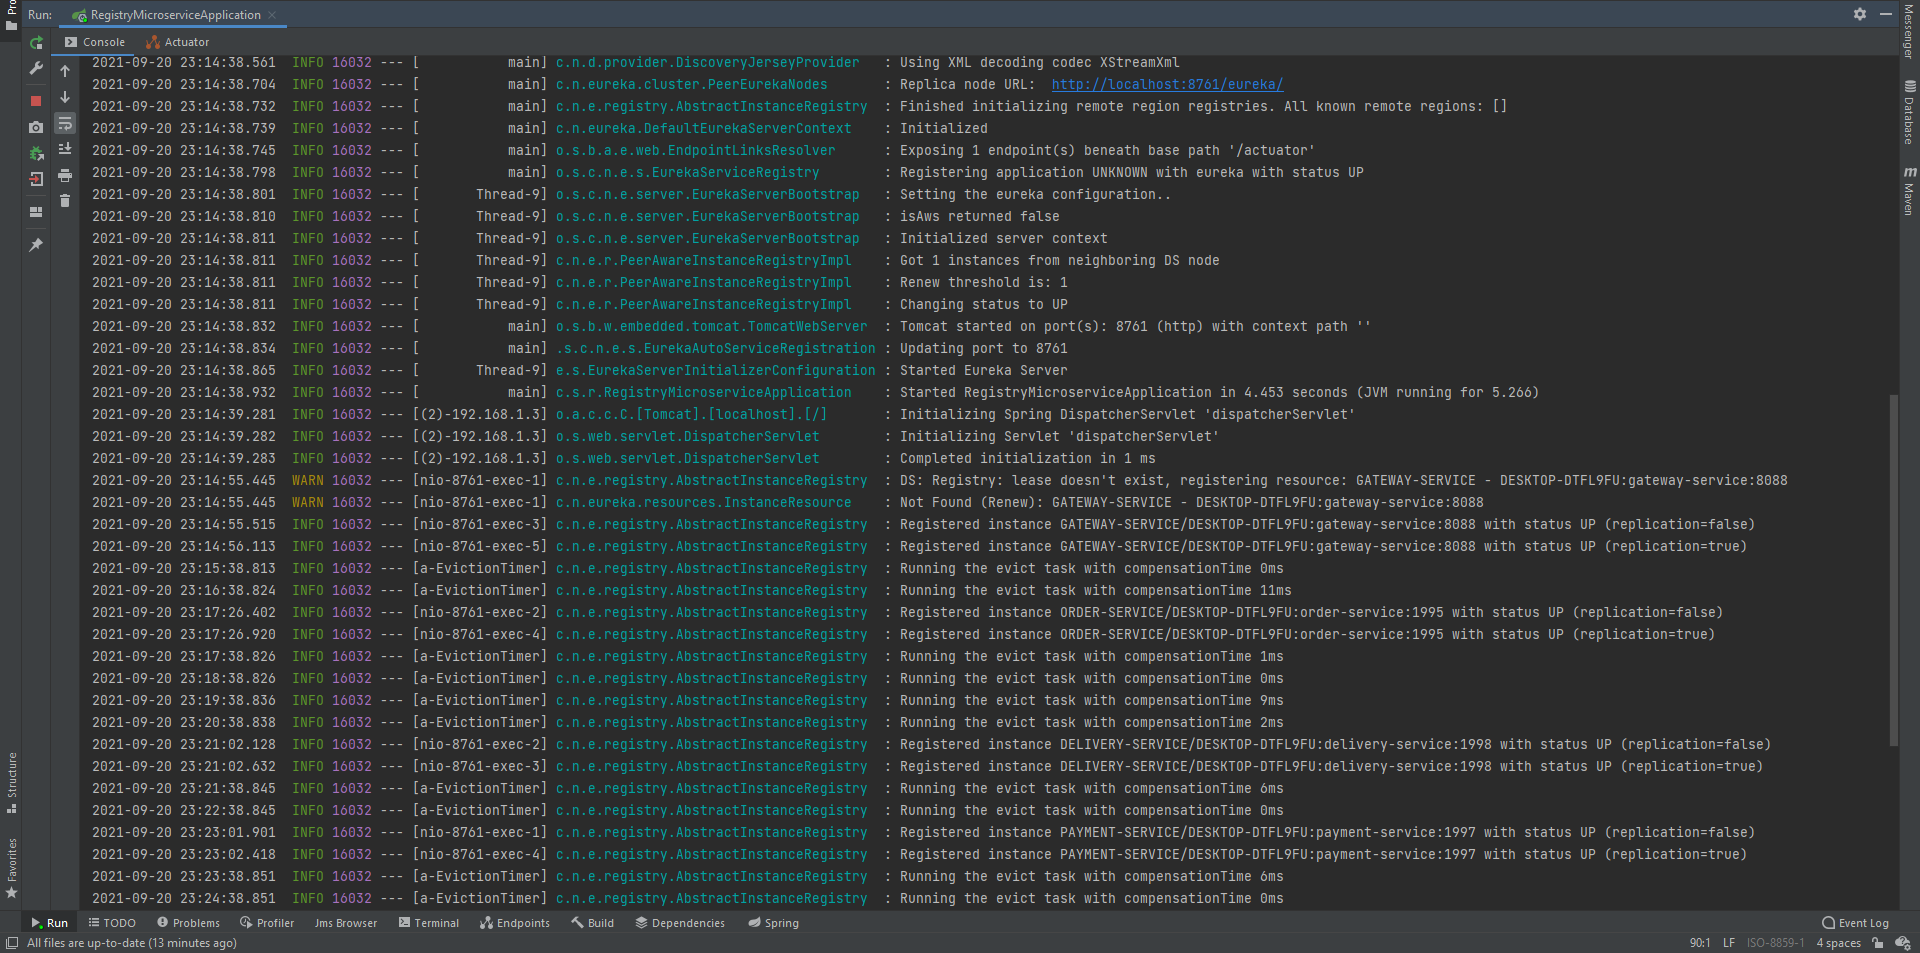 Run: RegistryMicroserviceApplication
Console Actuator
2021-09-20 23:14:38.561  INFO 16032 --- [           main] c.n.d.provider.DiscoveryJerseyProvider   : Using XML decoding codec XStreamXml
2021-09-20 23:14:38.704  INFO 16032 --- [           main] c.n.eureka.cluster.PeerEurekaNodes       : Replica node URL:  http://localhost:8761/eureka/
2021-09-20 23:14:38.732  INFO 16032 --- [           main] c.n.e.registry.AbstractInstanceRegistry  : Finished initializing remote region registries. All known remote regions: []
2021-09-20 23:14:38.739  INFO 16032 --- [           main] c.n.eureka.DefaultEurekaServerContext    : Initialized
2021-09-20 23:14:38.745  INFO 16032 --- [           main] o.s.b.a.e.web.EndpointLinksResolver      : Exposing 1 endpoint(s) beneath base path '/actuator'
2021-09-20 23:14:38.798  INFO 16032 --- [           main] o.s.c.n.e.s.EurekaServiceRegistry        : Registering application UNKNOWN with eureka with status UP
2021-09-20 23:14:38.801  INFO 16032 --- [       Thread-9] o.s.c.n.e.server.EurekaServerBootstrap   : Setting the eureka configuration..
2021-09-20 23:14:38.810  INFO 16032 --- [       Thread-9] o.s.c.n.e.server.EurekaServerBootstrap   : isAws returned false
2021-09-20 23:14:38.811  INFO 16032 --- [       Thread-9] o.s.c.n.e.server.EurekaServerBootstrap   : Initialized server context
2021-09-20 23:14:38.811  INFO 16032 --- [       Thread-9] c.n.e.r.PeerAwareInstanceRegistryImpl    : Got 1 instances from neighboring DS node
2021-09-20 23:14:38.811  INFO 16032 --- [       Thread-9] c.n.e.r.PeerAwareInstanceRegistryImpl    : Renew threshold is: 1
2021-09-20 23:14:38.811  INFO 16032 --- [       Thread-9] c.n.e.r.PeerAwareInstanceRegistryImpl    : Changing status to UP
2021-09-20 23:14:38.832  INFO 16032 --- [           main] o.s.b.w.embedded.tomcat.TomcatWebServer  : Tomcat started on port(s): 8761 (http) with context path ''
2021-09-20 23:14:38.834  INFO 16032 --- [           main] .s.c.n.e.s.EurekaAutoServiceRegistration : Updating port to 8761
2021-09-20 23:14:38.865  INFO 16032 --- [       Thread-9] e.s.EurekaServerInitializerConfiguration : Started Eureka Server
2021-09-20 23:14:38.932  INFO 16032 --- [           main] c.s.r.RegistryMicroserviceApplication    : Started RegistryMicroserviceApplication in 4.453 seconds (JVM running for 5.266)
2021-09-20 23:14:39.281  INFO 16032 --- [(2)-192.168.1.3] o.a.c.c.C.[Tomcat].[localhost].[/]       : Initializing Spring DispatcherServlet 'dispatcherServlet'
2021-09-20 23:14:39.282  INFO 16032 --- [(2)-192.168.1.3] o.s.web.servlet.DispatcherServlet        : Initializing Servlet 'dispatcherServlet'
2021-09-20 23:14:39.283  INFO 16032 --- [(2)-192.168.1.3] o.s.web.servlet.DispatcherServlet        : Completed initialization in 1 ms
2021-09-20 23:14:55.445  WARN 16032 --- [nio-8761-exec-1] c.n.e.registry.AbstractInstanceRegistry  : DS: Registry: lease doesn't exist, registering resource: GATEWAY-SERVICE - DESKTOP-DTFL9FU:gateway-service:8088
2021-09-20 23:14:55.445  WARN 16032 --- [nio-8761-exec-1] c.n.eureka.resources.InstanceResource    : Not Found (Renew): GATEWAY-SERVICE - DESKTOP-DTFL9FU:gateway-service:8088
2021-09-20 23:14:55.515  INFO 16032 --- [nio-8761-exec-3] c.n.e.registry.AbstractInstanceRegistry  : Registered instance GATEWAY-SERVICE/DESKTOP-DTFL9FU:gateway-service:8088 with status UP (replication=false)
2021-09-20 23:14:56.113  INFO 16032 --- [nio-8761-exec-5] c.n.e.registry.AbstractInstanceRegistry  : Registered instance GATEWAY-SERVICE/DESKTOP-DTFL9FU:gateway-service:8088 with status UP (replication=true)
2021-09-20 23:15:38.813  INFO 16032 --- [a-EvictionTimer] c.n.e.registry.AbstractInstanceRegistry  : Running the evict task with compensationTime 0ms
2021-09-20 23:16:38.824  INFO 16032 --- [a-EvictionTimer] c.n.e.registry.AbstractInstanceRegistry  : Running the evict task with compensationTime 11ms
2021-09-20 23:17:26.402  INFO 16032 --- [nio-8761-exec-2] c.n.e.registry.AbstractInstanceRegistry  : Registered instance ORDER-SERVICE/DESKTOP-DTFL9FU:order-service:1995 with status UP (replication=false)
2021-09-20 23:17:26.920  INFO 16032 --- [nio-8761-exec-4] c.n.e.registry.AbstractInstanceRegistry  : Registered instance ORDER-SERVICE/DESKTOP-DTFL9FU:order-service:1995 with status UP (replication=true)
2021-09-20 23:17:38.826  INFO 16032 --- [a-EvictionTimer] c.n.e.registry.AbstractInstanceRegistry  : Running the evict task with compensationTime 1ms
2021-09-20 23:18:38.826  INFO 16032 --- [a-EvictionTimer] c.n.e.registry.AbstractInstanceRegistry  : Running the evict task with compensationTime 0ms
2021-09-20 23:19:38.836  INFO 16032 --- [a-EvictionTimer] c.n.e.registry.AbstractInstanceRegistry  : Running the evict task with compensationTime 9ms
2021-09-20 23:20:38.838  INFO 16032 --- [a-EvictionTimer] c.n.e.registry.AbstractInstanceRegistry  : Running the evict task with compensationTime 2ms
2021-09-20 23:21:02.128  INFO 16032 --- [nio-8761-exec-2] c.n.e.registry.AbstractInstanceRegistry  : Registered instance DELIVERY-SERVICE/DESKTOP-DTFL9FU:delivery-service:1998 with status UP (replication=false)
2021-09-20 23:21:02.632  INFO 16032 --- [nio-8761-exec-3] c.n.e.registry.AbstractInstanceRegistry  : Registered instance DELIVERY-SERVICE/DESKTOP-DTFL9FU:delivery-service:1998 with status UP (replication=true)
2021-09-20 23:21:38.845  INFO 16032 --- [a-EvictionTimer] c.n.e.registry.AbstractInstanceRegistry  : Running the evict task with compensationTime 6ms
2021-09-20 23:22:38.845  INFO 16032 --- [a-EvictionTimer] c.n.e.registry.AbstractInstanceRegistry  : Running the evict task with compensationTime 0ms
2021-09-20 23:23:01.901  INFO 16032 --- [nio-8761-exec-1] c.n.e.registry.AbstractInstanceRegistry  : Registered instance PAYMENT-SERVICE/DESKTOP-DTFL9FU:payment-service:1997 with status UP (replication=false)
2021-09-20 23:23:02.418  INFO 16032 --- [nio-8761-exec-4] c.n.e.registry.AbstractInstanceRegistry  : Registered instance PAYMENT-SERVICE/DESKTOP-DTFL9FU:payment-service:1997 with status UP (replication=true)
2021-09-20 23:23:38.851  INFO 16032 --- [a-EvictionTimer] c.n.e.registry.AbstractInstanceRegistry  : Running the evict task with compensationTime 6ms
2021-09-20 23:24:38.851  INFO 16032 --- [a-EvictionTimer] c.n.e.registry.AbstractInstanceRegistry  : Running the evict task with compensationTime 0ms
Structure
Favorites
Messenger
Database
Maven
Run TODO Problems Profiler Jms Browser Terminal Endpoints Build Dependencies Spring Event Log
All files are up-to-date (13 minutes ago) 90:1 LF ISO-8859-1 4 spaces